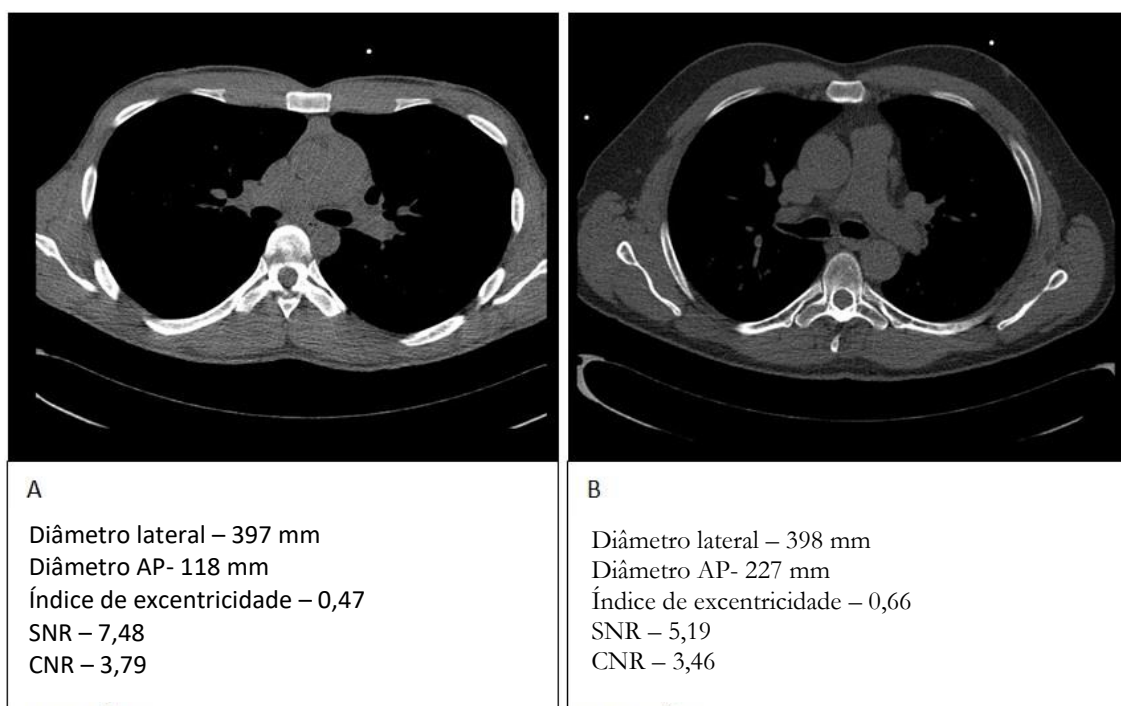 A
Diâmetro lateral – 397 mm
Diâmetro AP- 118 mm
Índice de excentricidade – 0,47
SNR – 7,48
CNR – 3,79
B
Diâmetro lateral – 398 mm
Diâmetro AP- 227 mm
Índice de excentricidade – 0,66
SNR – 5,19
CNR – 3,46